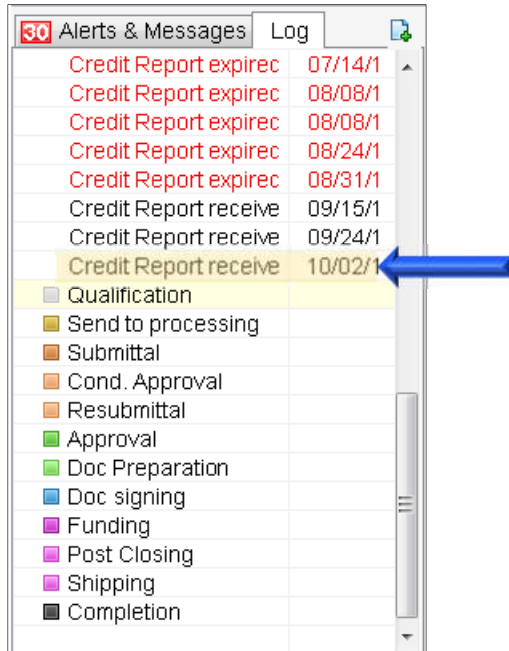 30 Alerts & Messages Log
Credit Report expirec 07/14/1
Credit Report expirec 08/08/1
Credit Report expirec 08/08/1
Credit Report expirec 08/24/1
Credit Report expirec 08/31/1
Credit Report receive 09/15/1
Credit Report receive 09/24/1
Credit Report receive 10/02/1
Qualification
Send to processing
Submittal
Cond. Approval
Resubmittal
Approval
Doc Preparation
Doc signing
Funding
Post Closing
Shipping
Completion